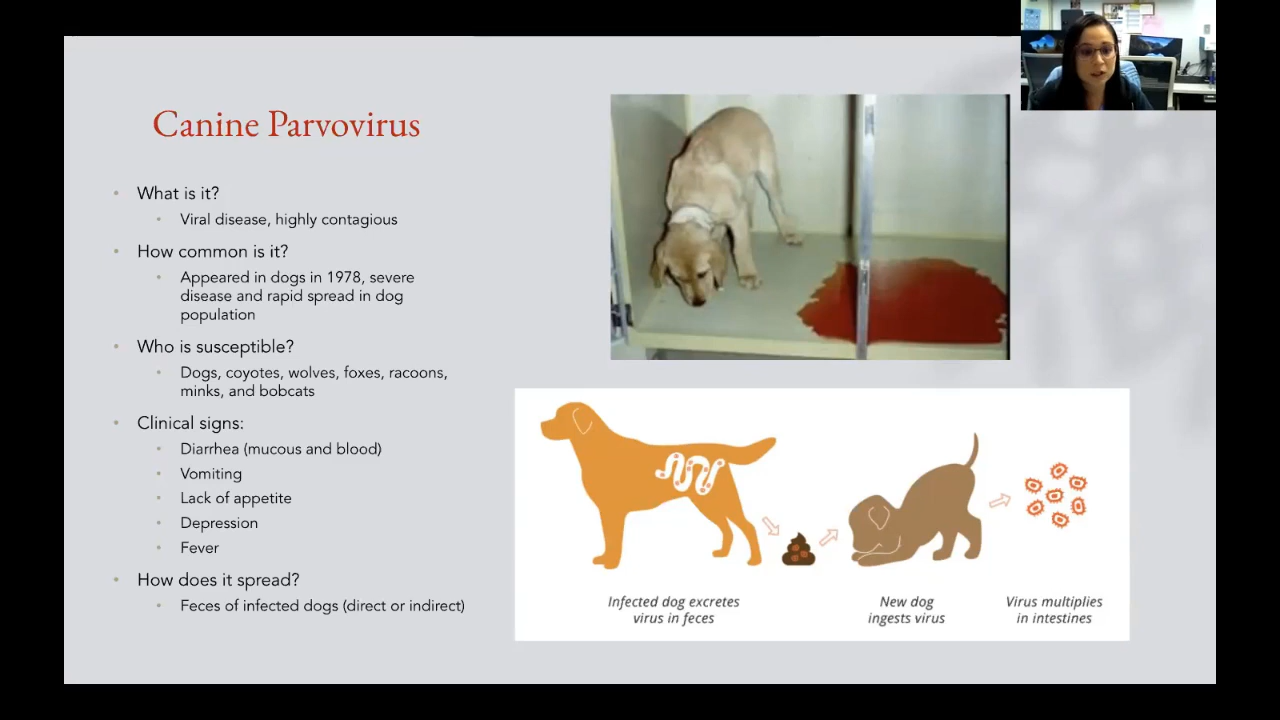 Canine Parvovirus
• What is it?
• Viral disease, highly contagious
• How common is it?
• Appeared in dogs in 1978, severe
disease and rapid spread in dog
population
• Who is susceptible?
• Dogs, coyotes, wolves, foxes, racoons,
minks, and bobcats
• Clinical signs:
• Diarrhea (mucous and blood)
• Vomiting
• Lack of appetite
• Depression
• Fever
• How does it spread?
• Feces of infected dogs (direct or indirect)
Infected dog excretes
virus in feces
New dog
ingests virus
Virus multiplies
in intestines